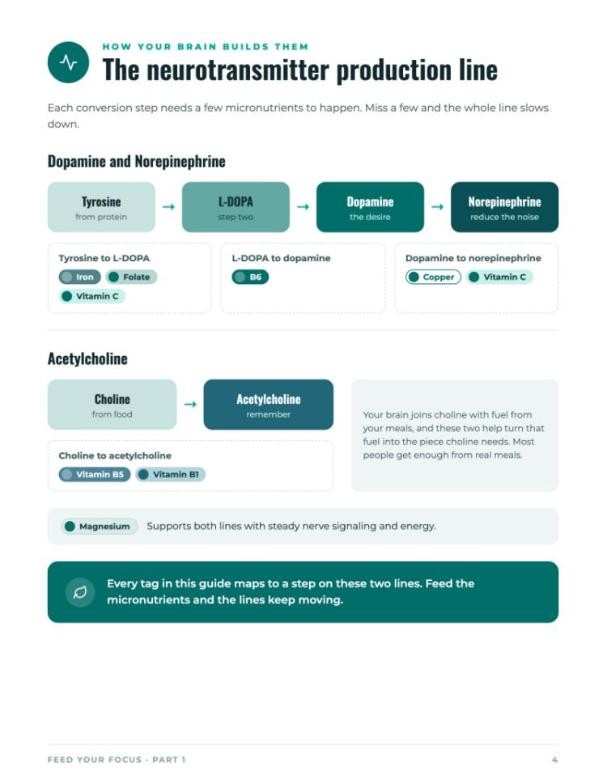 HOW YOUR BRAIN BUILDS THEM
The neurotransmitter production line
Each conversion step needs a few micronutrients to happen. Miss a few and the whole line slows
down.
Dopamine and Norepinephrine
Tyrosine
from protein
L-DOPA
step two
Dopamine
the desire
Norepinephrine
reduce the noise
Tyrosine to L-DOPA
Iron
Folate
Vitamin C
L-DOPA to dopamine
B6
Dopamine to norepinephrine
Copper
Vitamin C
Acetylcholine
Choline
from food
Acetylcholine
remember
Choline to acetylcholine
Vitamin B5
Vitamin B1
Your brain joins choline with fuel from
your meals, and these two help turn that
fuel into the piece choline needs. Most
people get enough from real meals.
Magnesium
Supports both lines with steady nerve signaling and energy.
Every tag in this guide maps to a step on these two lines. Feed the
micronutrients and the lines keep moving.
FEED YOUR FOCUS - PART 1
4